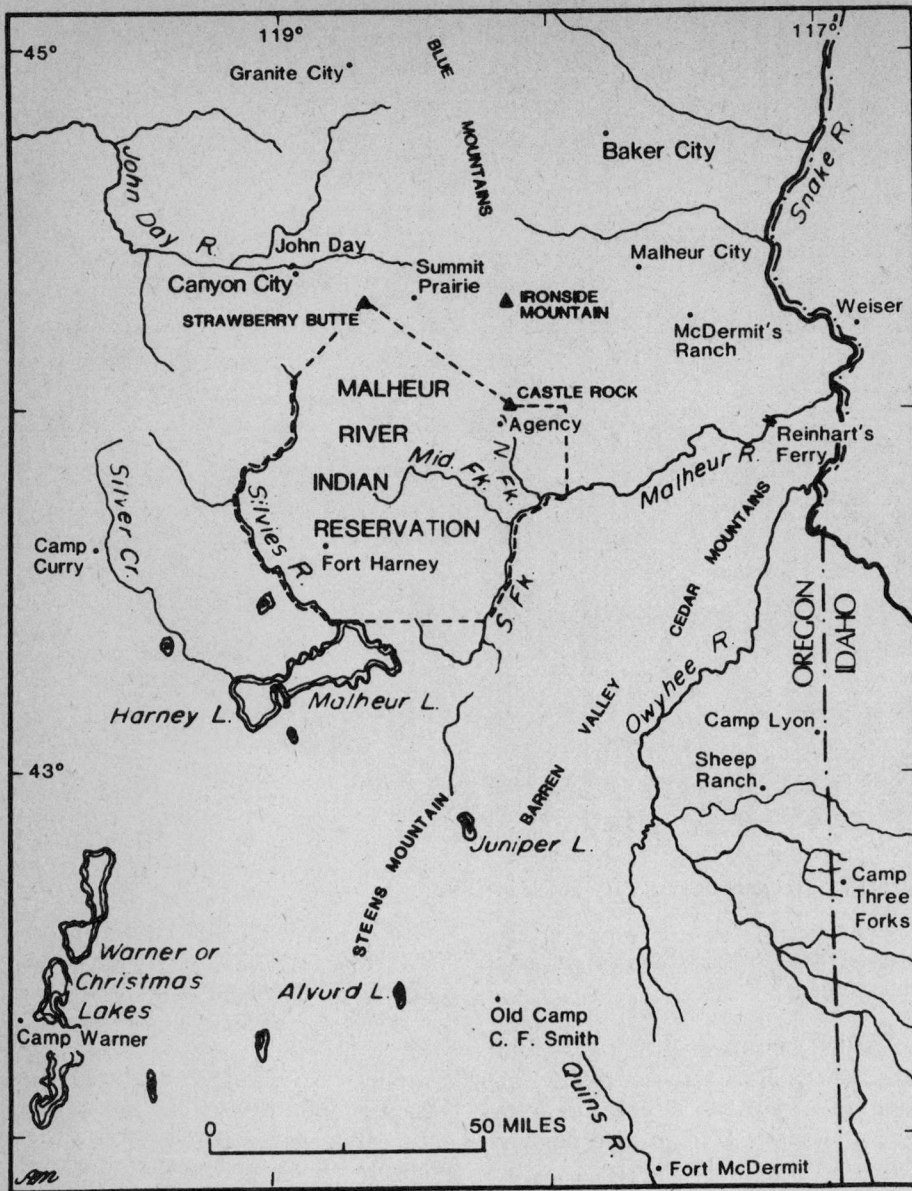 119°
117°
45°
Granite City
BLUE
MOUNTAINS
Baker City
Snake R.
John Day R.
John Day
Malheur City
Canyon City
Summit
Prairie
STRAWBERRY BUTTE
IRONSIDE
MOUNTAIN
McDermit's
Ranch
Weiser
MALHEUR
RIVER
INDIAN
RESERVATION
CASTLE ROCK
Agency
N. Fk.
Mid. Fk.
Malheur R.
Reinhart's
Ferry
Silver Cr.
Silvies R.
Camp
Curry
Fort Harney
S. Fk.
CEDAR MOUNTAINS
OREGON
IDAHO
Harney L.
Malheur L.
Owyhee R.
BARREN VALLEY
Camp Lyon
Sheep
Ranch
43°
STEENS MOUNTAIN
Juniper L.
Camp
Three
Forks
Warner or
Christmas
Lakes
Alvurd L.
Camp Warner
Old Camp
C. F. Smith
Quins R.
0 50 MILES
Fort McDermit